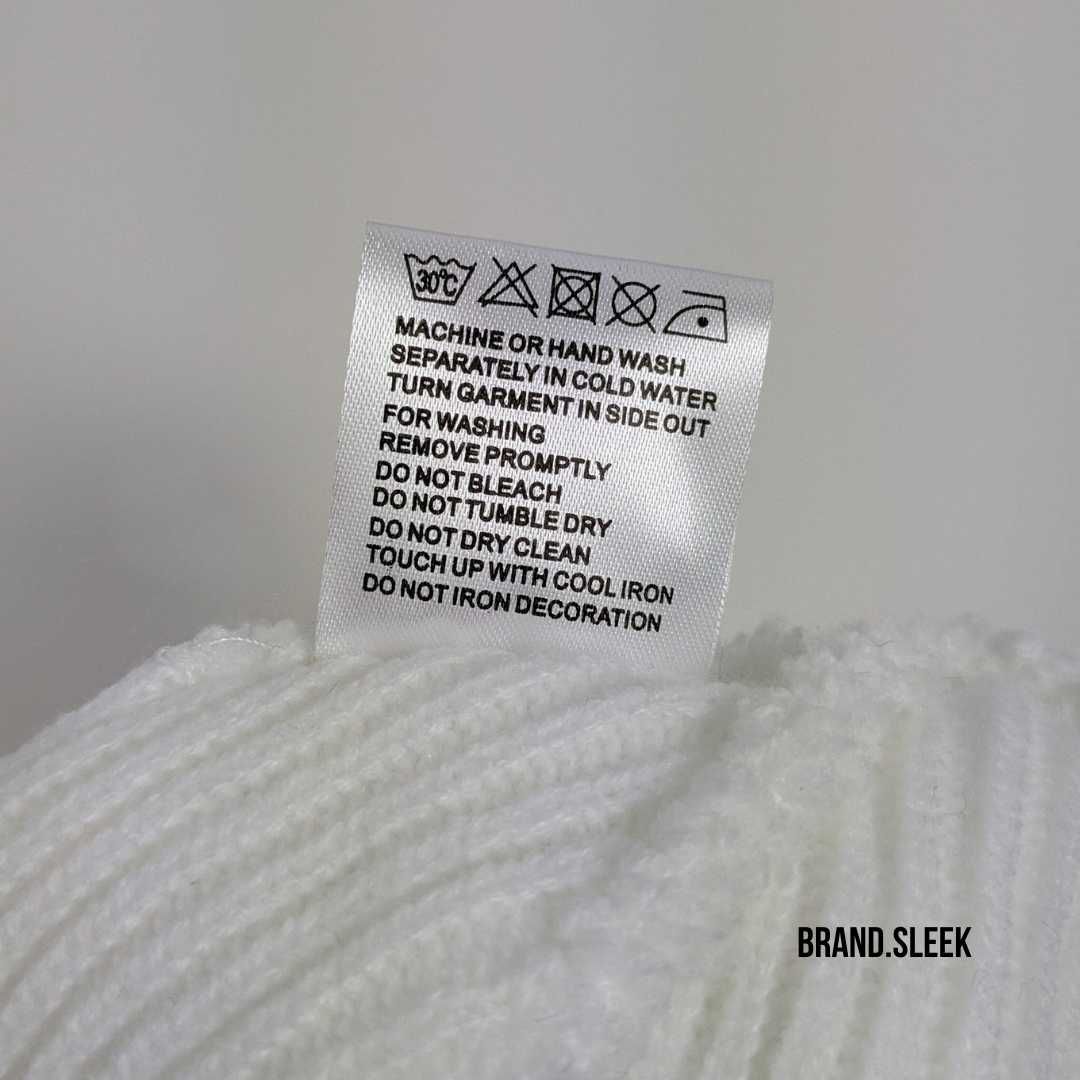 30°C
MACHINE OR HAND WASH
SEPARATELY IN COLD WATER
TURN GARMENT IN SIDE OUT
FOR WASHING
REMOVE PROMPTLY
DO NOT BLEACH
DO NOT TUMBLE DRY
DO NOT DRY CLEAN
TOUCH UP WITH COOL IRON
DO NOT IRON DECORATION
BRAND.SLEEK